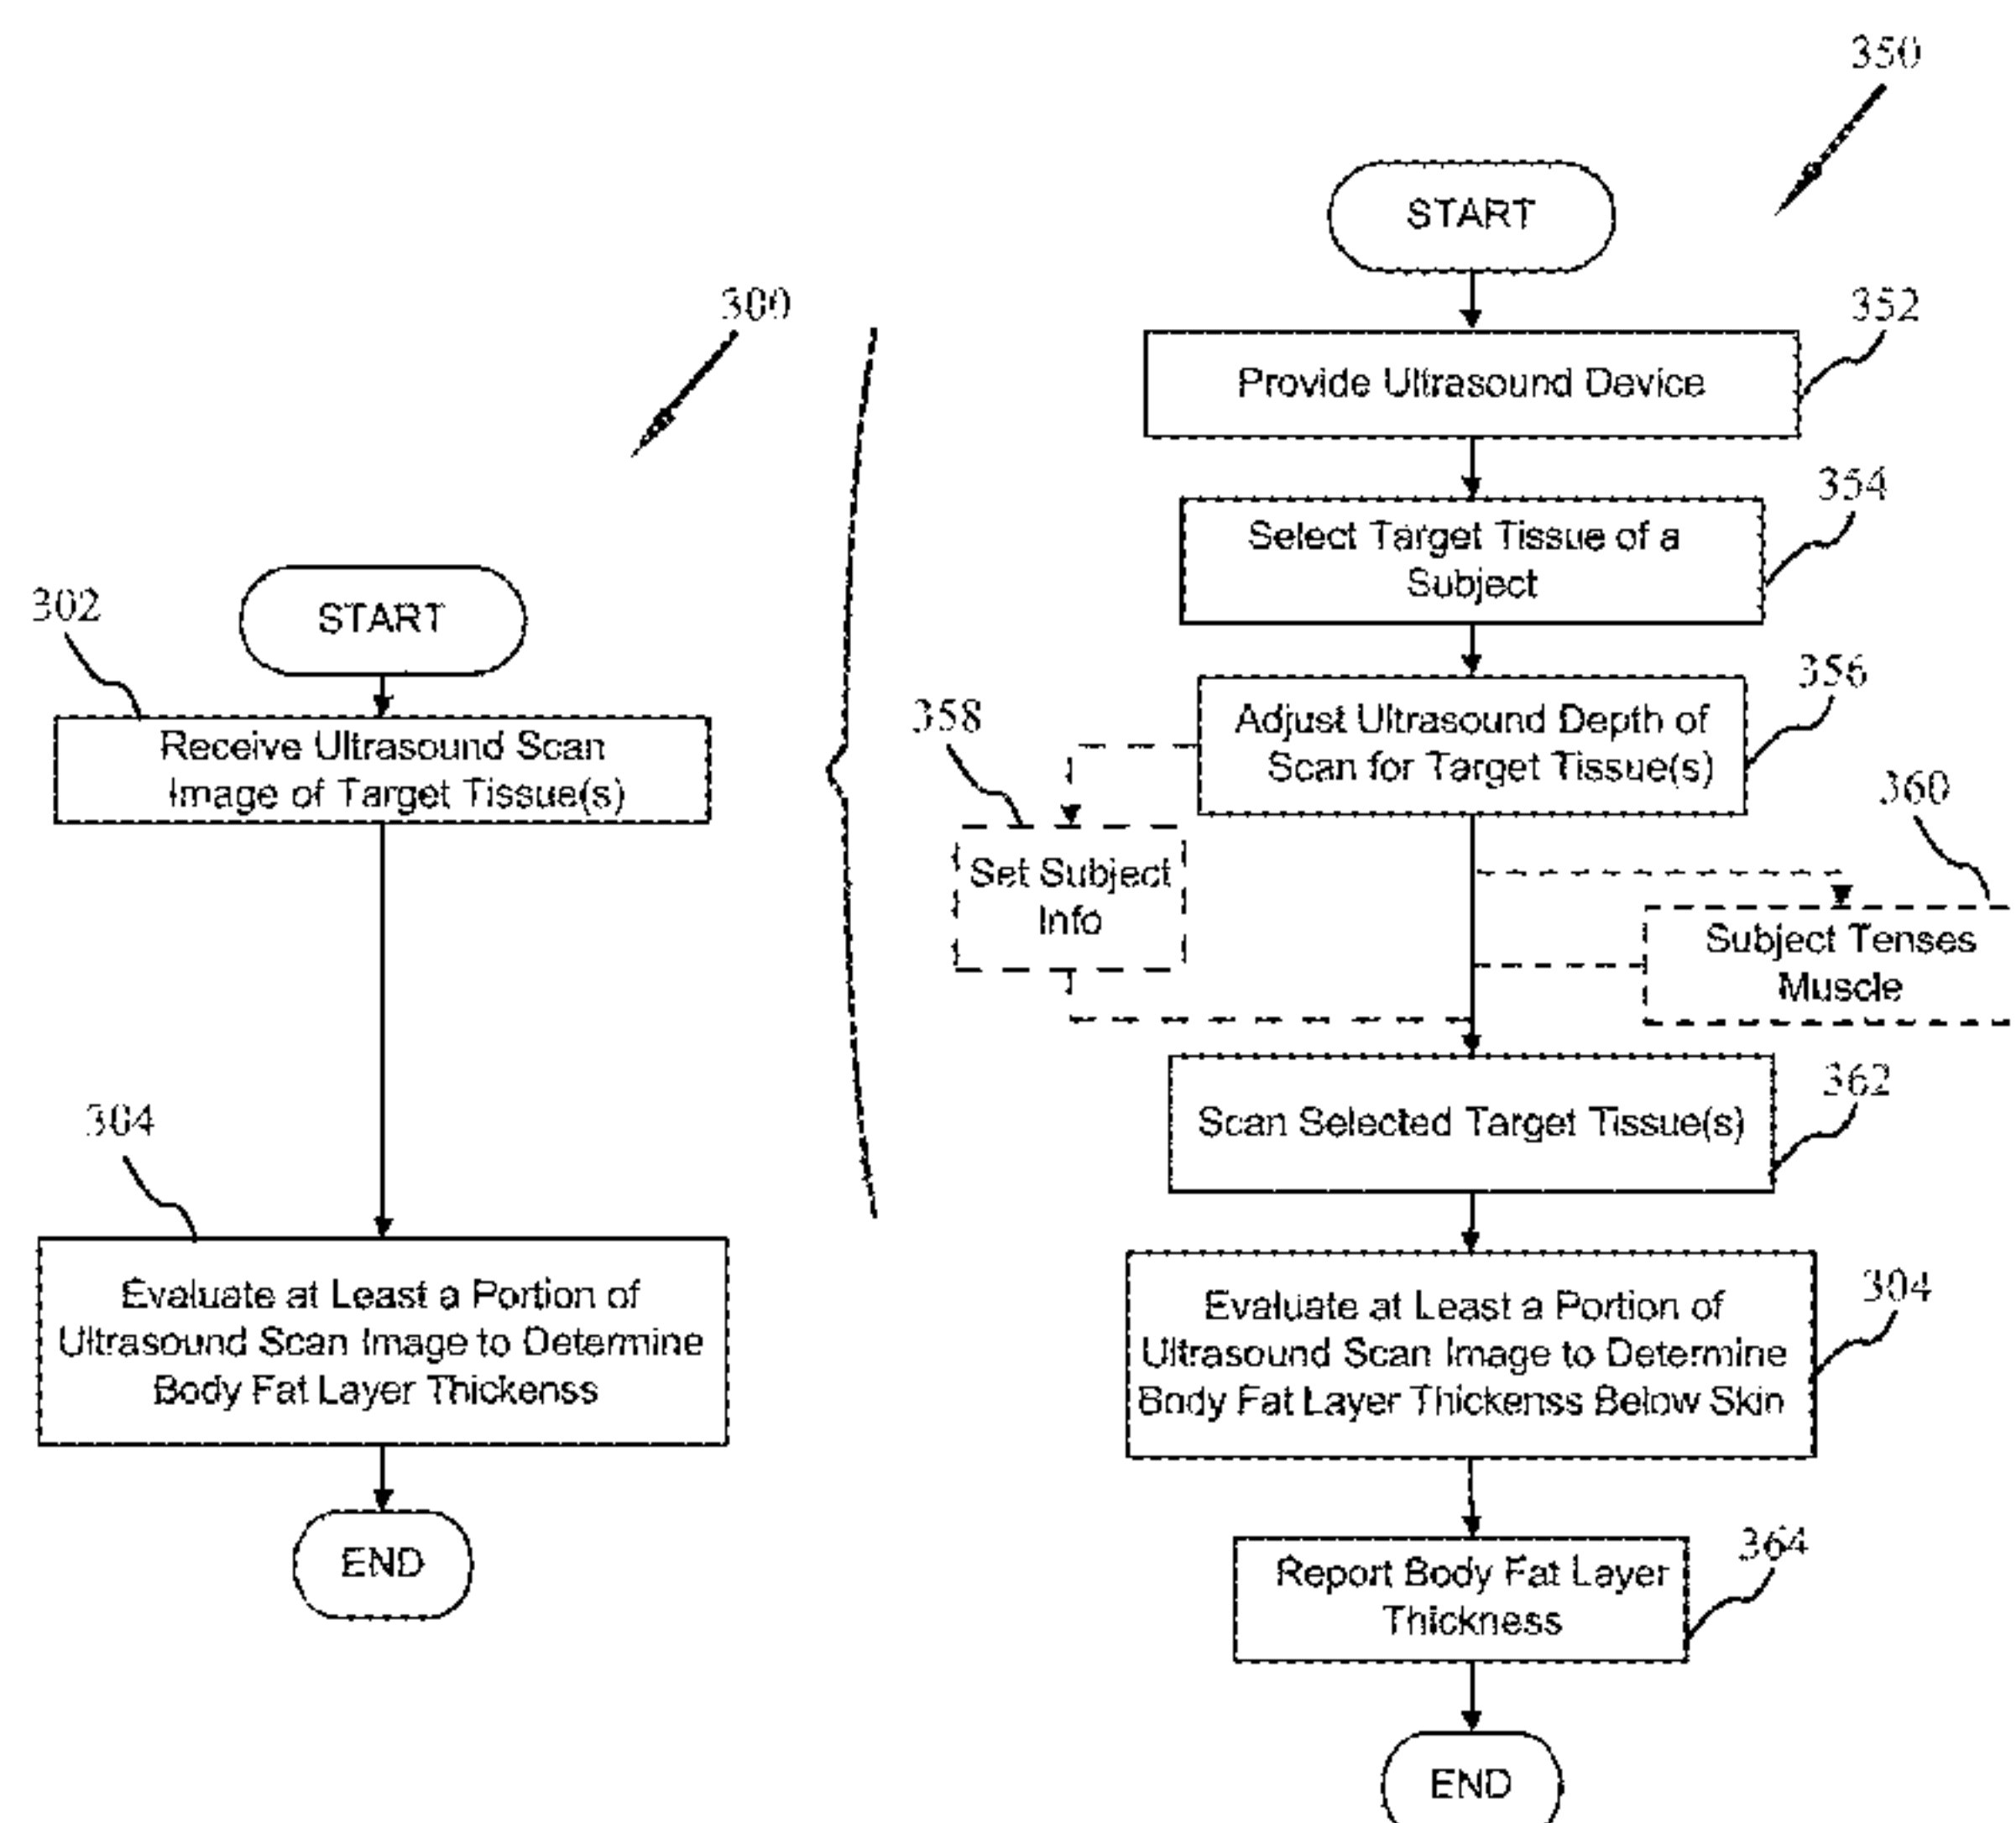 300
START
302
Receive Ultrasound Scan
Image of Target Tissue(s)
304
Evaluate at Least a Portion of
Ultrasound Scan Image to Determine
Body Fat Layer Thickenss
END
350
START
352
Provide Ultrasound Device
354
Select Target Tissue of a
Subject
356
Adjust Ultrasound Depth of
Scan for Target Tissue(s)
358
Set Subject
Info
360
Subject Tenses
Muscle
362
Scan Selected Target Tissue(s)
304
Evaluate at Least a Portion of
Ultrasound Scan Image to Determine
Body Fat Layer Thickenss Below Skin
364
Report Body Fat Layer
Thickness
END